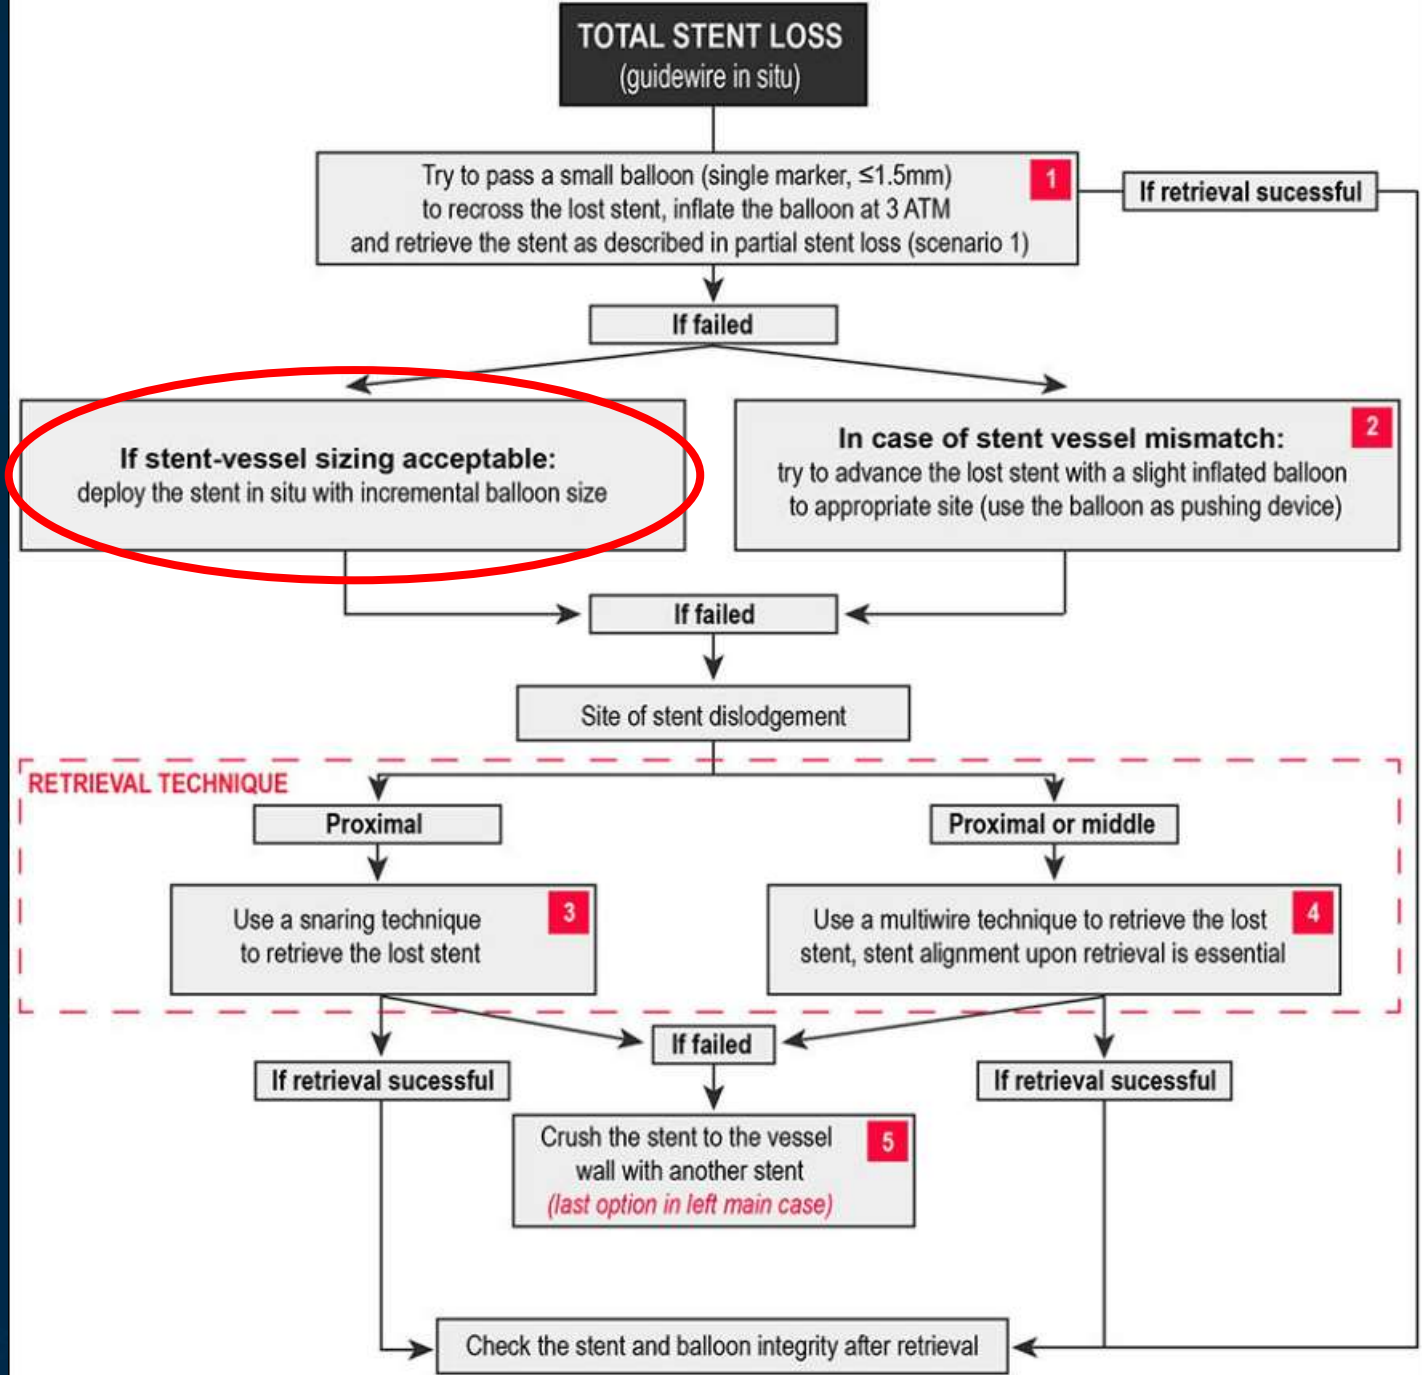 TOTAL STENT LOSS
(guidewire in situ)
Try to pass a small balloon (single marker, ≤1.5mm)
to recross the lost stent, inflate the balloon at 3 ATM
and retrieve the stent as described in partial stent loss (scenario 1)
1
If retrieval sucessful
If failed
If stent-vessel sizing acceptable:
deploy the stent in situ with incremental balloon size
In case of stent vessel mismatch:
try to advance the lost stent with a slight inflated balloon
to appropriate site (use the balloon as pushing device)
2
If failed
Site of stent dislodgement
RETRIEVAL TECHNIQUE
Proximal
Proximal or middle
Use a snaring technique
to retrieve the lost stent
3
Use a multiwire technique to retrieve the lost
stent, stent alignment upon retrieval is essential
4
If failed
If retrieval sucessful
If retrieval sucessful
Crush the stent to the vessel
wall with another stent
(last option in left main case)
5
Check the stent and balloon integrity after retrieval